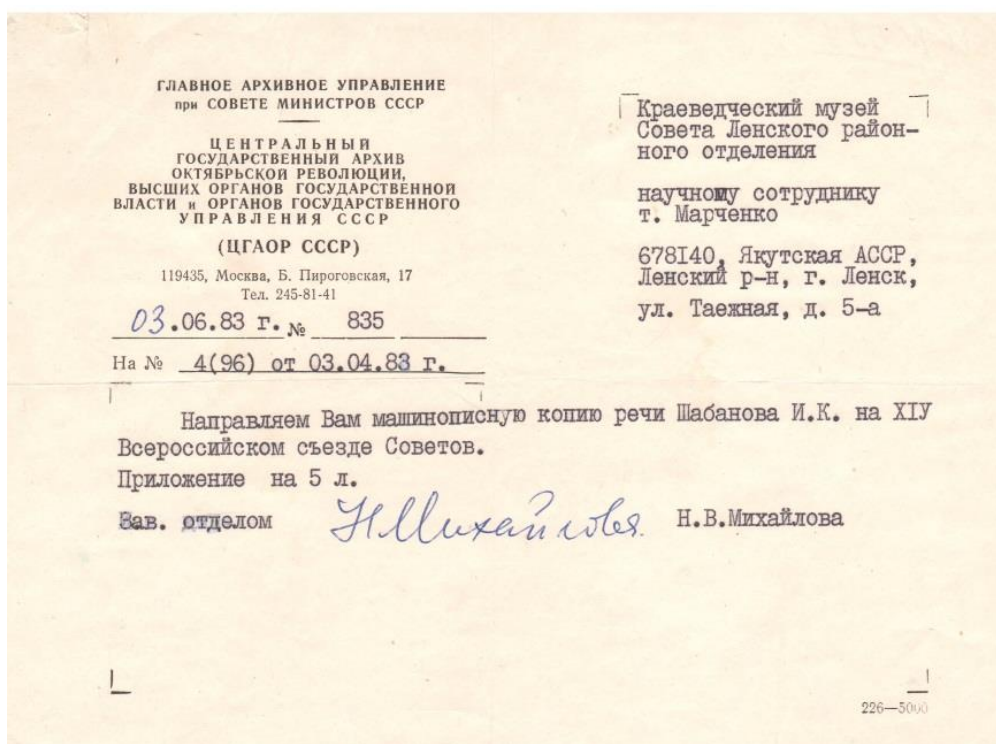 ГЛАВНОЕ АРХИВНОЕ УПРАВЛЕНИЕ
при СОВЕТЕ МИНИСТРОВ СССР
ЦЕНТРАЛЬНЫЙ
ГОСУДАРСТВЕННЫЙ АРХИВ
ОКТЯБРЬСКОЙ РЕВОЛЮЦИИ,
ВЫСШИХ ОРГАНОВ ГОСУДАРСТВЕННОЙ
ВЛАСТИ и ОРГАНОВ ГОСУДАРСТВЕННОГО
УПРАВЛЕНИЯ СССР
(ЦГАОР СССР)
119435, Москва, Б. Пироговская, 17
Тел. 245-81-41
03.06.83 г. № 835
На № 4(96) от 03.04.83 г.
Краеведческий музей
Совета Ленского район-
ного отделения
научному сотруднику
т. Марченко
678I40, Якутская АССР,
Ленский р-н, г. Ленск,
ул. Таежная, д. 5-а
Направляем Вам машинописную копию речи Шабанова И.К. на XIУ
Всероссийском съезде Советов.
Приложение на 5 л.
Зав. отделом Н Михайлова Н.В.Михайлова
226—5000